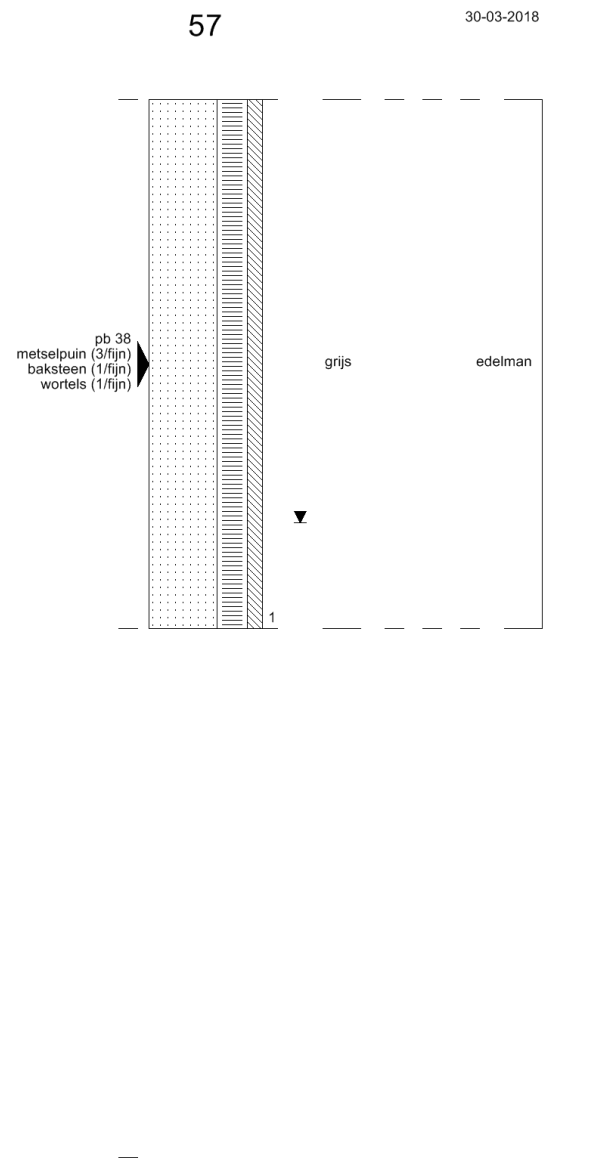 57
30-03-2018
pb 38
metselpuin (3/fijn)
baksteen (1/fijn)
wortels (1/fijn)
grijs
edelman
1